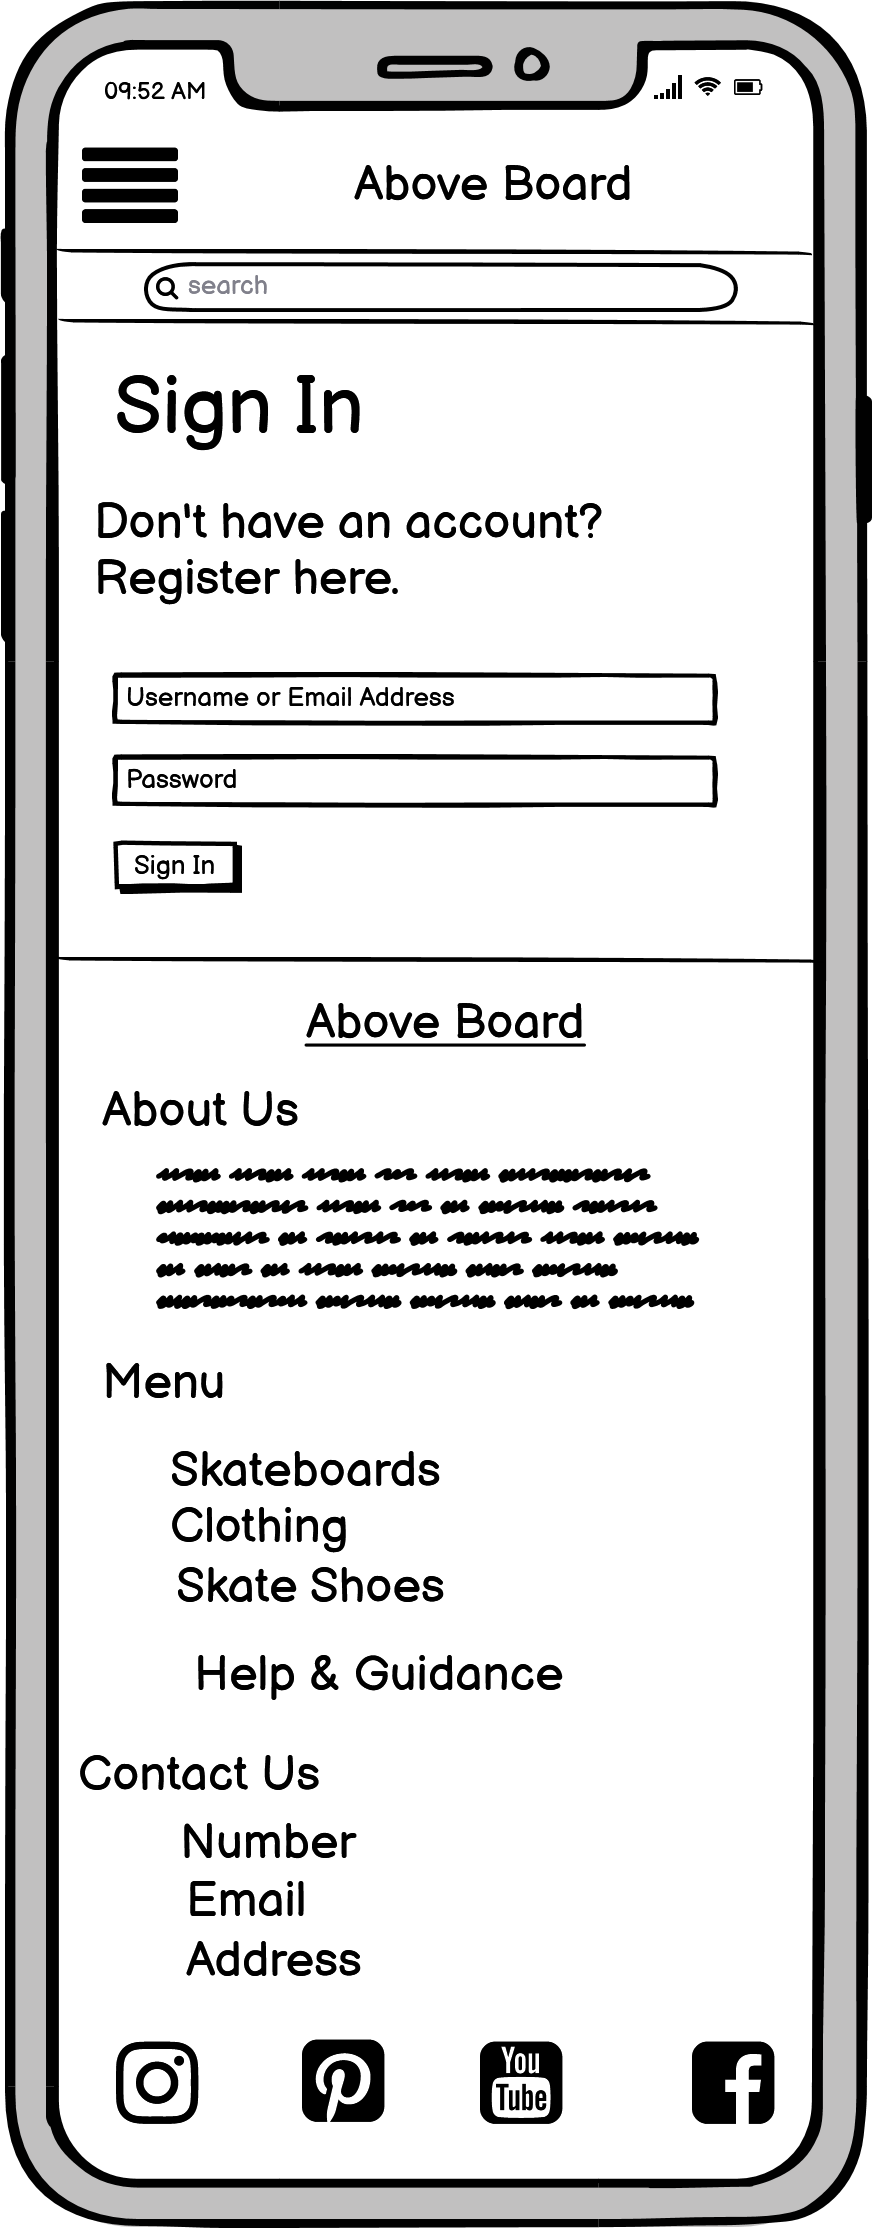 09:52 AM
Above Board
search
Sign In
Don't have an account?
Register here.
Username or Email Address
Password
Sign In
Above Board
About Us
Menu
Skateboards
Clothing
Skate Shoes
Help & Guidance
Contact Us
Number
Email
Address
You
Tube